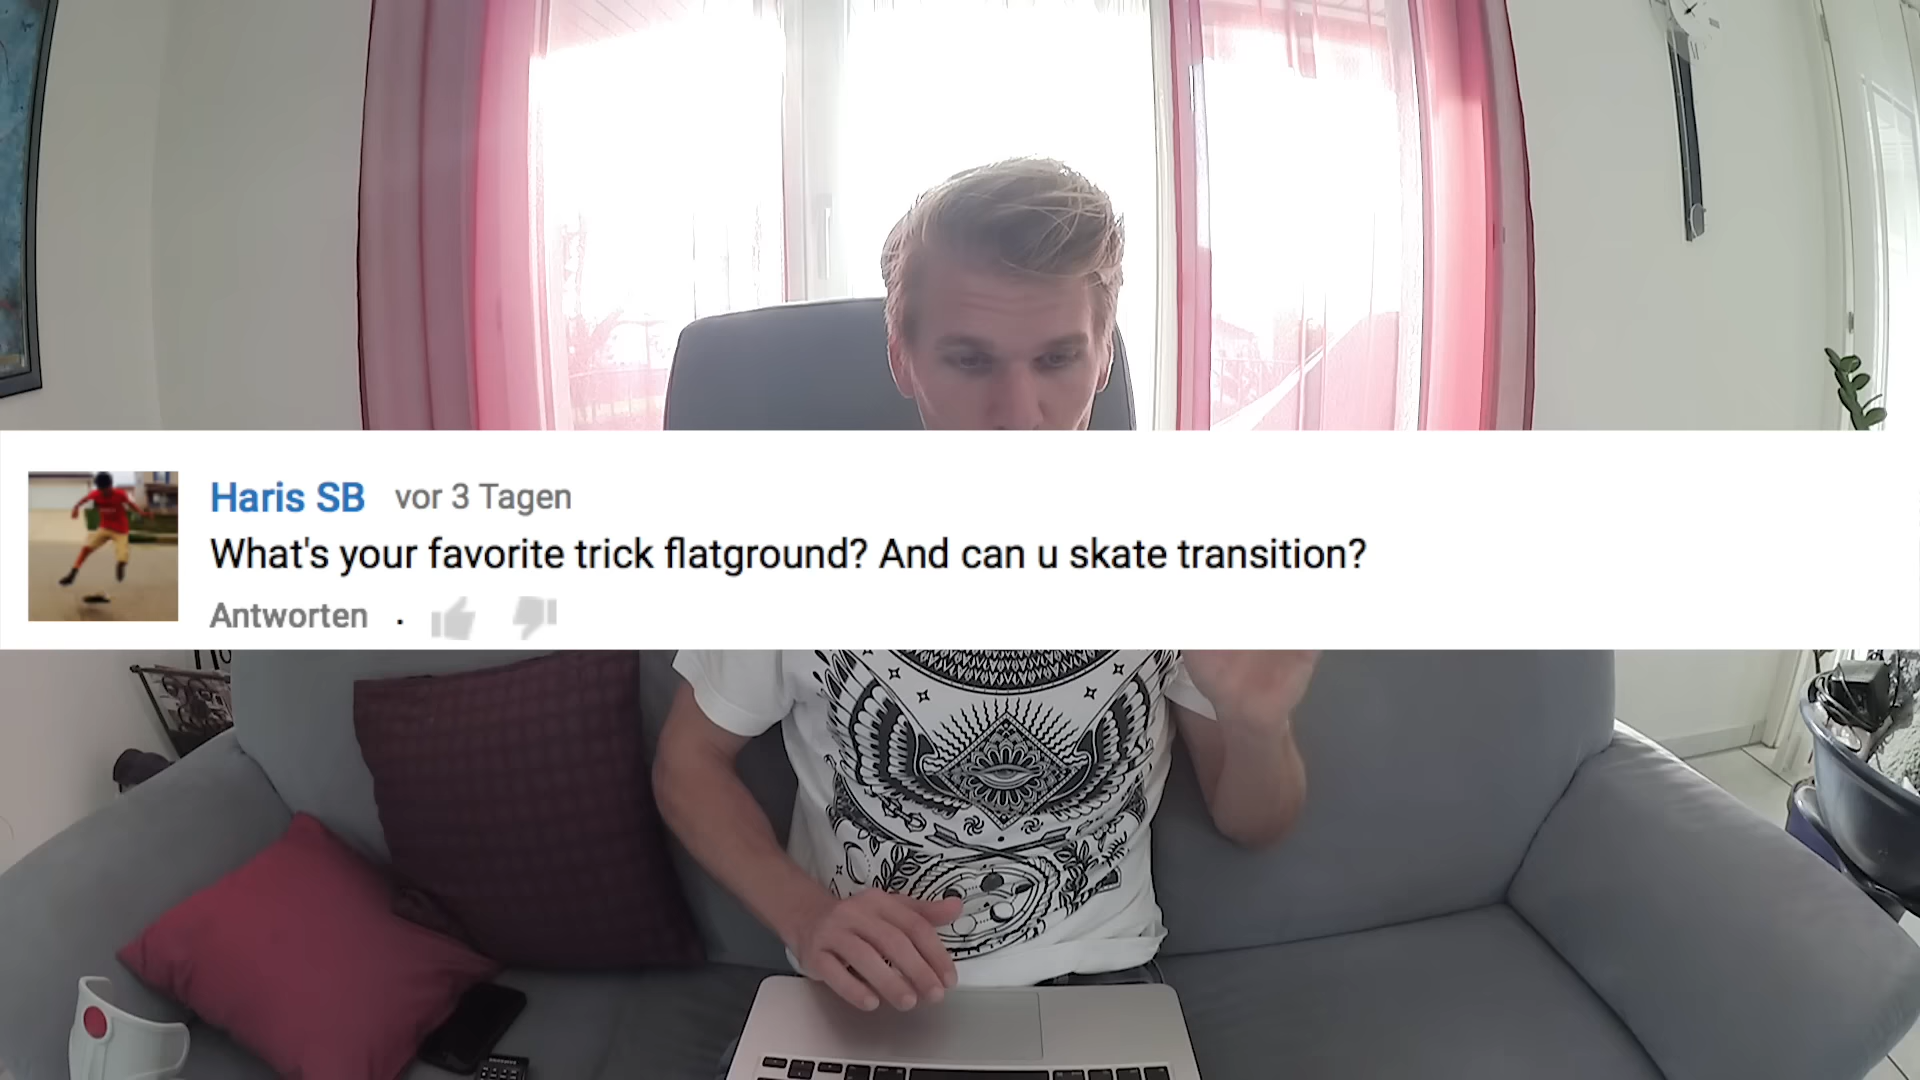 Haris SB vor 3 Tagen
What's your favorite trick flatground? And can u skate transition?
Antworten .